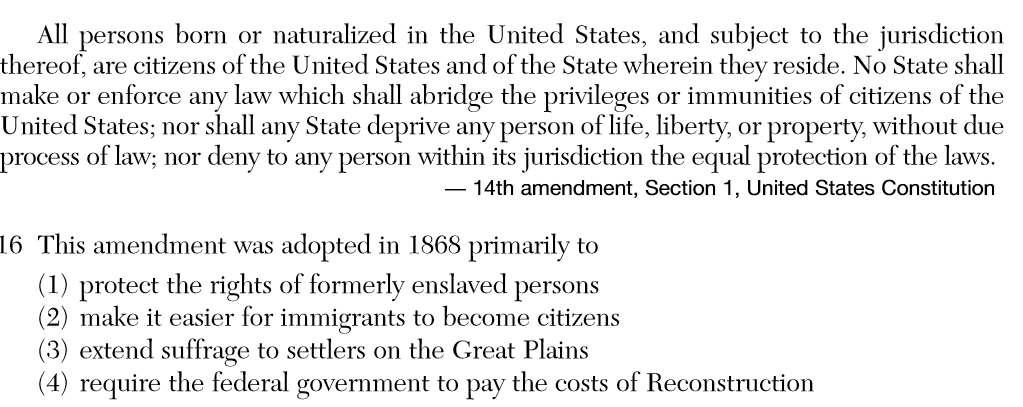 All persons born or naturalized in the United States, and subject to the jurisdiction
thereof, are citizens of the United States and of the State wherein they reside. No State shall
make or enforce any law which shall abridge the privileges or immunities of citizens of the
United States; nor shall any State deprive any person of life, liberty, or property, without due
process of law; nor deny to any person within its jurisdiction the equal protection of the laws.
— 14th amendment, Section 1, United States Constitution
16 This amendment was adopted in 1868 primarily to
(1) protect the rights of formerly enslaved persons
(2) make it easier for immigrants to become citizens
(3) extend suffrage to settlers on the Great Plains
(4) require the federal government to pay the costs of Reconstruction